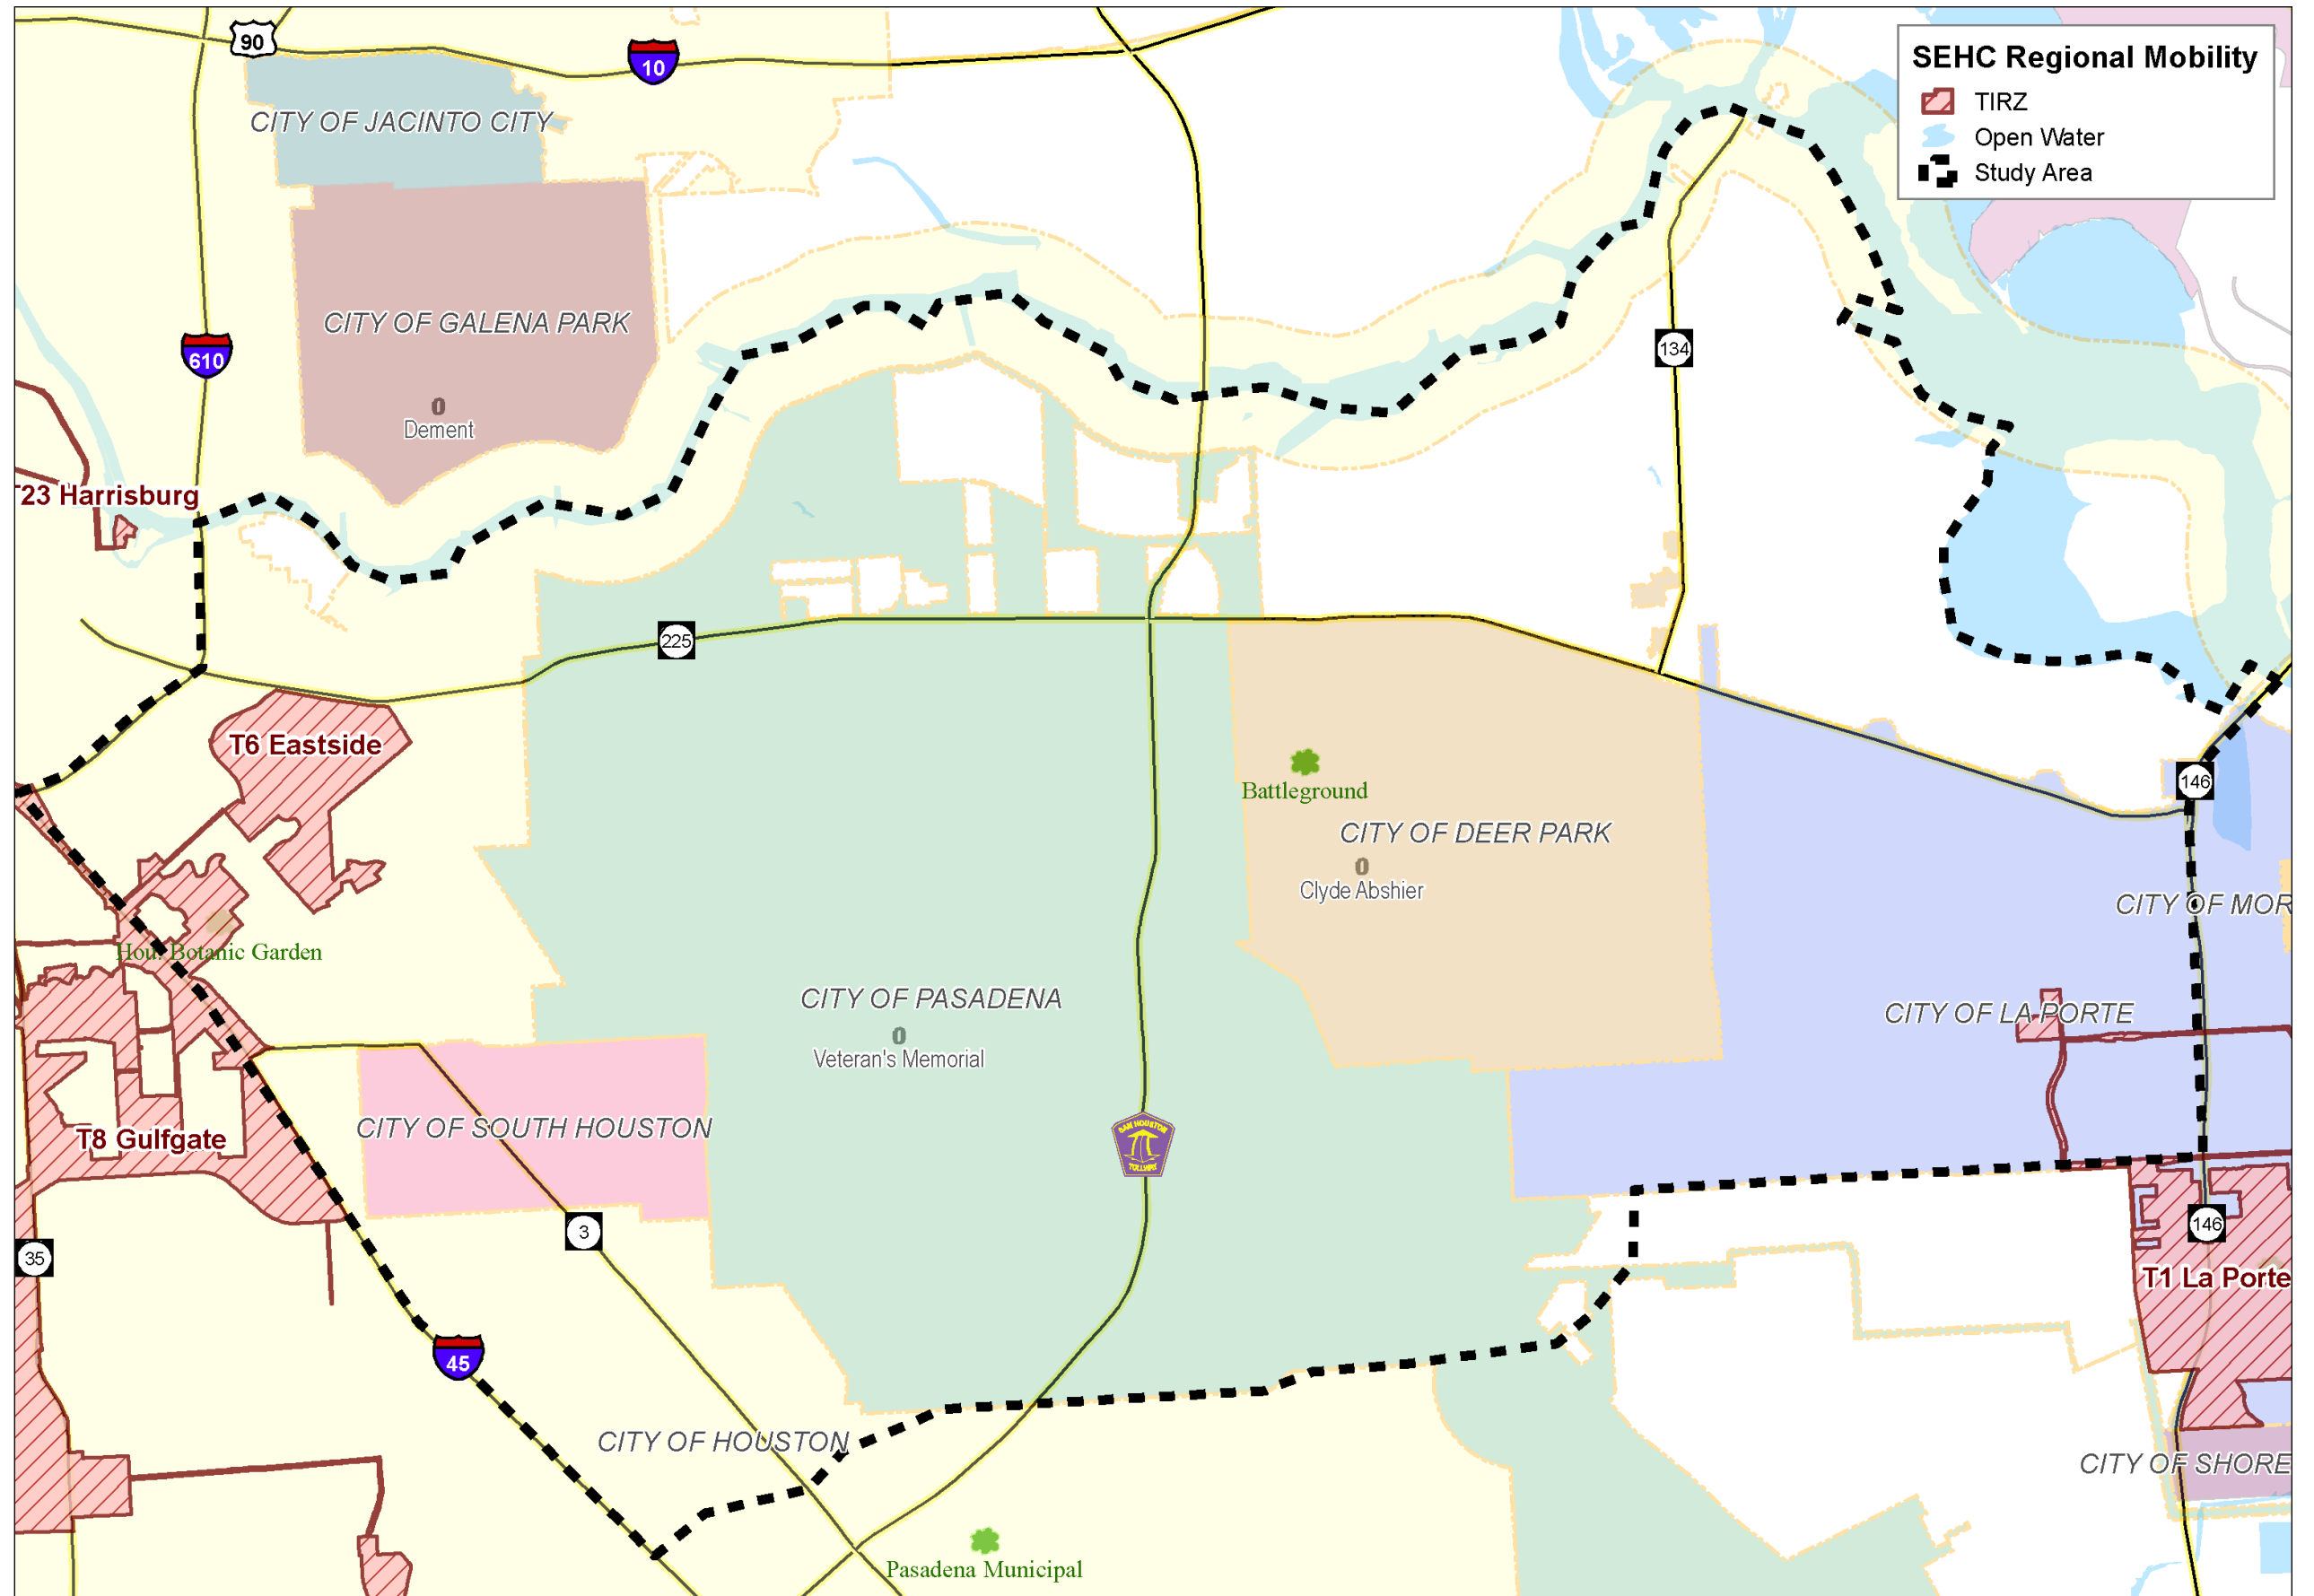 SEHC Regional Mobility
TIRZ
Open Water
Study Area
90
10
CITY OF JACINTO CITY
CITY OF GALENA PARK
610
134
Dement
T23 Harrisburg
225
T6 Eastside
Battleground
146
CITY OF DEER PARK
Clyde Abshier
CITY OF MOR
Hou. Botanic Garden
CITY OF PASADENA
CITY OF LA PORTE
Veteran's Memorial
CITY OF SOUTH HOUSTON
SAM HOUSTON
TOLLWAY
T8 Gulfgate
3
146
35
T1 La Porte
45
CITY OF HOUSTON
CITY OF SHORE
Pasadena Municipal